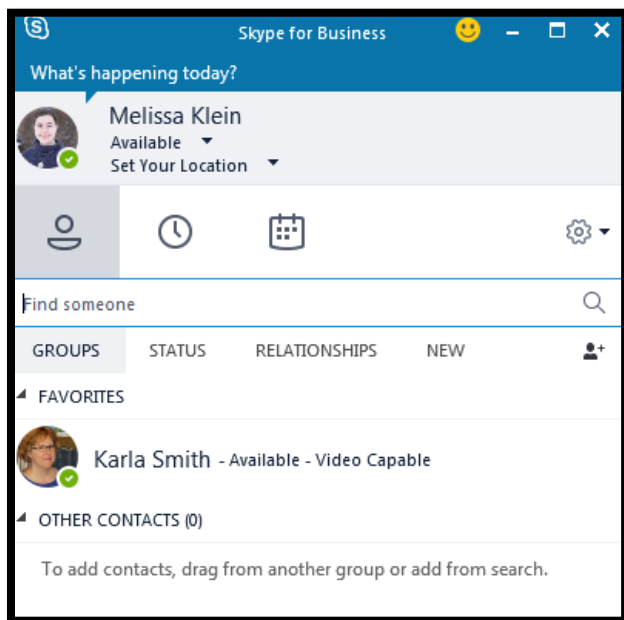 Skype for Business
What's happening today?
Melissa Klein
Available
Set Your Location
Find someone
GROUPS STATUS RELATIONSHIPS NEW
FAVORITES
Karla Smith - Available - Video Capable
OTHER CONTACTS (0)
To add contacts, drag from another group or add from search.